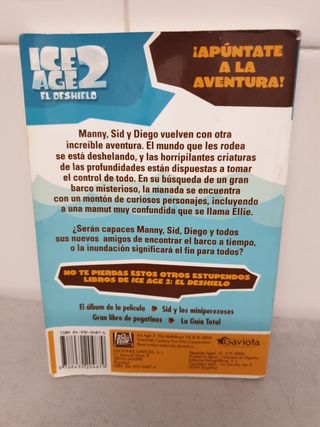 ICE
AGE 2
EL DESHIELO
¡APÚNTATE
A LA
AVENTURA!
Manny, Sid y Diego vuelven con otra
increíble aventura. El mundo que les rodea
se está deshelando, y las horripilantes criaturas
de las profundidades están dispuestas a tomar
el control de todo. En su búsqueda de un gran
barco misterioso, la manada se encuentra
con un montón de curiosos personajes, incluyendo
a una mamut muy confundida que se llama Ellie.
¿Serán capaces Manny, Sid, Diego y todos
sus nuevos amigos de encontrar el barco a tiempo,
o la inundación significará el fin para todos?
NO TE PIERDAS ESTOS OTROS ESTUPENDOS
LIBROS DE ICE AGE 2: EL DESHIELO
El álbum de la película - Sid y los miniperezosos
Gran libro de pegatinas - La Guía Total
Gaviota
EDICIONES GAVIOTA, S. L.